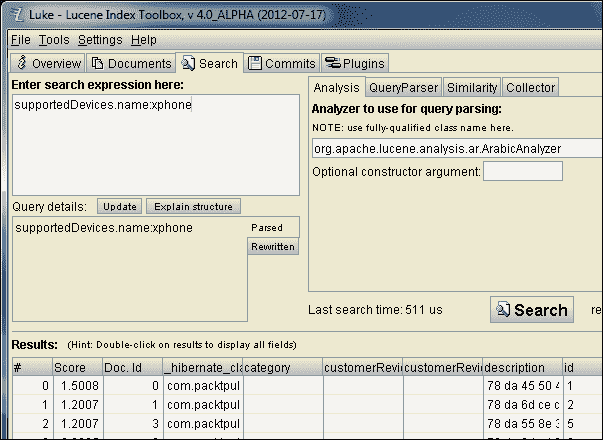 Luke - Lucene Index Toolbox, v 4.0_ALPHA (2012-07-17)
File Tools Settings Help
Overview Documents Search Commits Plugins
Enter search expression here:
supportedDevices.name:xphone
Analysis QueryParser Similarity Collector
Analyzer to use for query parsing:
NOTE: use fully-qualified class name here.
org.apache.lucene.analysis.ar.ArabicAnalyzer
Optional constructor argument:
Query details: Update Explain structure
supportedDevices.name:xphone
Parsed
Rewritten
Last search time: 511 us
Search
re
Results: (Hint: Double-click on results to display all fields)
# Score Doc. Id _hibernate_cla category customerRevi customerRevi description id
0 1.5008 0 com.packtpul 78 da 45 50 4 1
1 1.2007 1 com.packtpul 78 da 6d ce c 2
2 1.2007 3 com.packtpul 78 da 55 8e 3 5